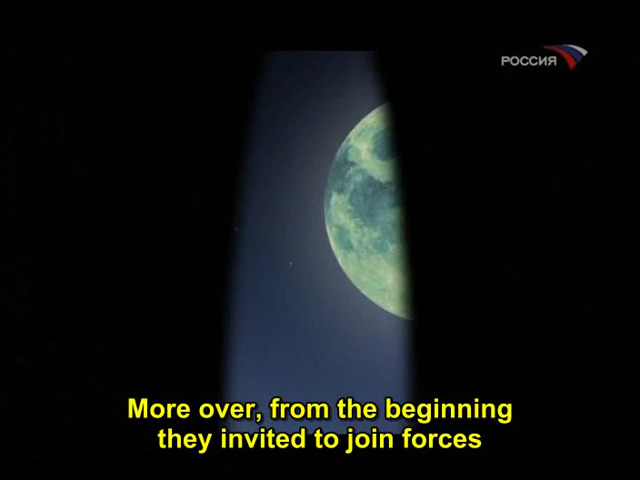 РОССИЯ
More over, from the beginning
they invited to join forces